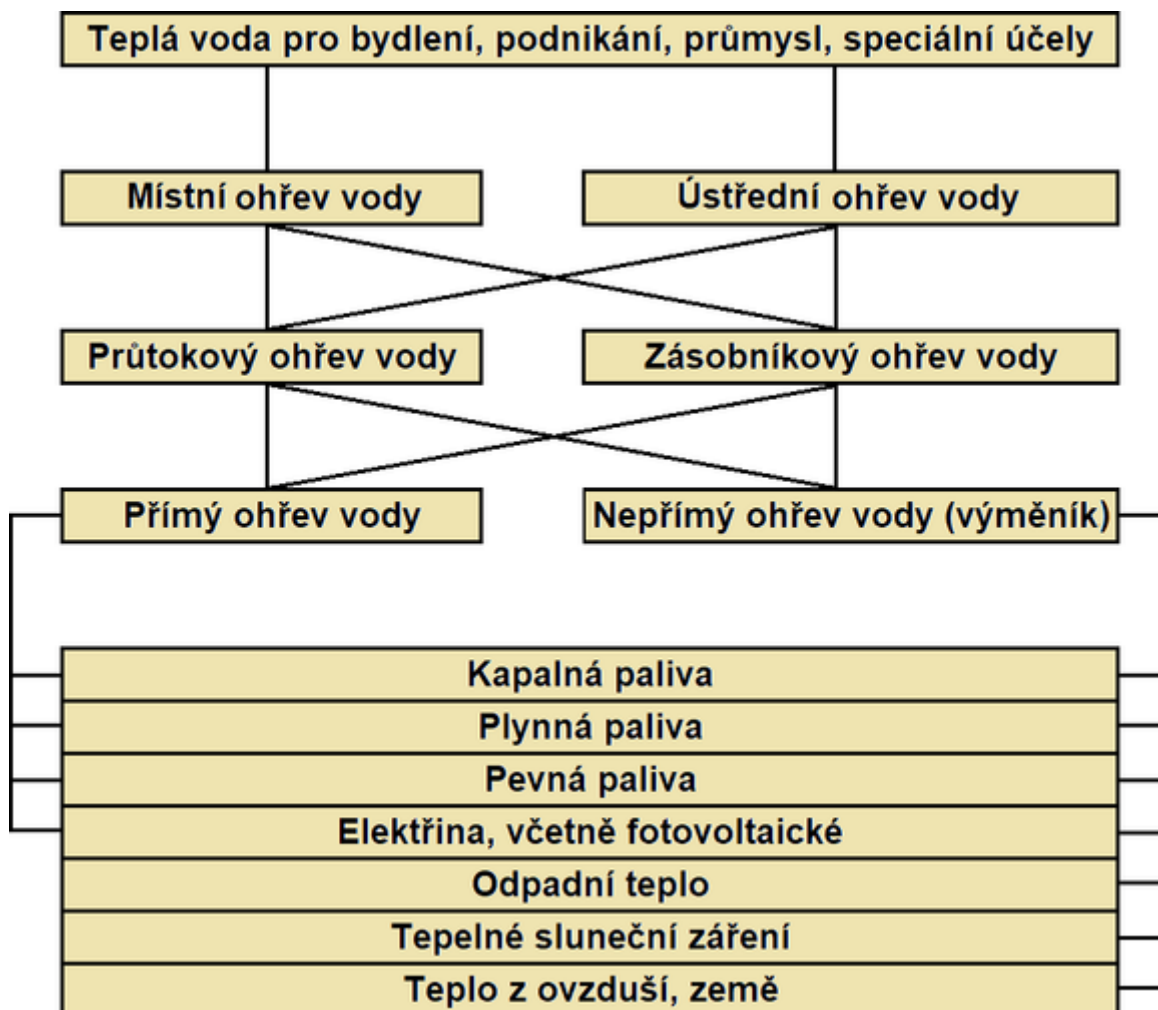 Teplá voda pro bydlení, podnikání, průmysl, speciální účely
Místní ohřev vody
Ústřední ohřev vody
Průtokový ohřev vody
Zásobníkový ohřev vody
Přímý ohřev vody
Nepřímý ohřev vody (výměník)
Kapalná paliva
Plynná paliva
Pevná paliva
Elektřina, včetně fotovoltaické
Odpadní teplo
Tepelné sluneční záření
Teplo z ovzduší, země